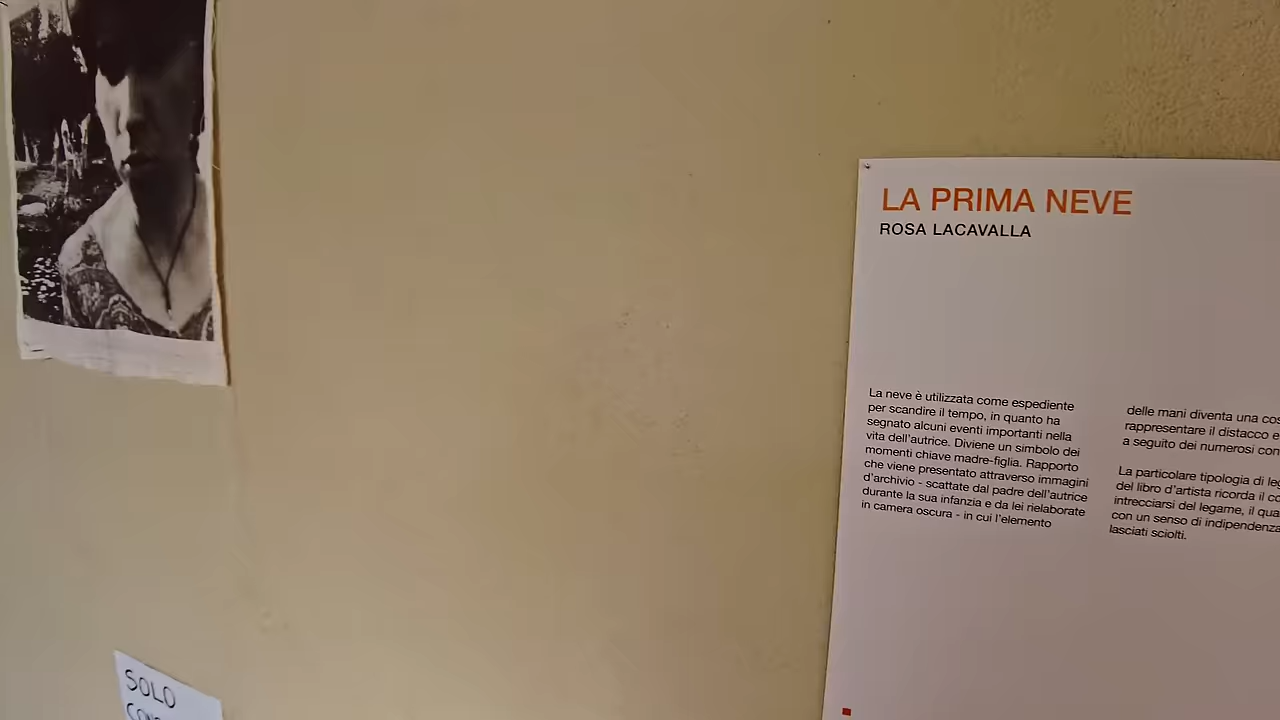 LA PRIMA NEVE
ROSA LACAVALLA
La neve è utilizzata come espediente
per scandire il tempo, in quanto ha
segnato alcuni eventi importanti nella
vita dell'autrice. Diviene un simbolo dei
momenti chiave madre-figlia. Rapporto
che viene presentato attraverso immagini
d'archivio - scattate dal padre dell'autrice
durante la sua infanzia e da lei rielaborate
in camera oscura - in cui l'elemento
delle mani diventa una
rappresentare il distacco e
a seguito dei numerosi
La particolare tipologia di
del libro d'artista ricorda il
intrecciarsi del legame, il
con un senso di indipendenza
lasciati sciolti.
SOLO